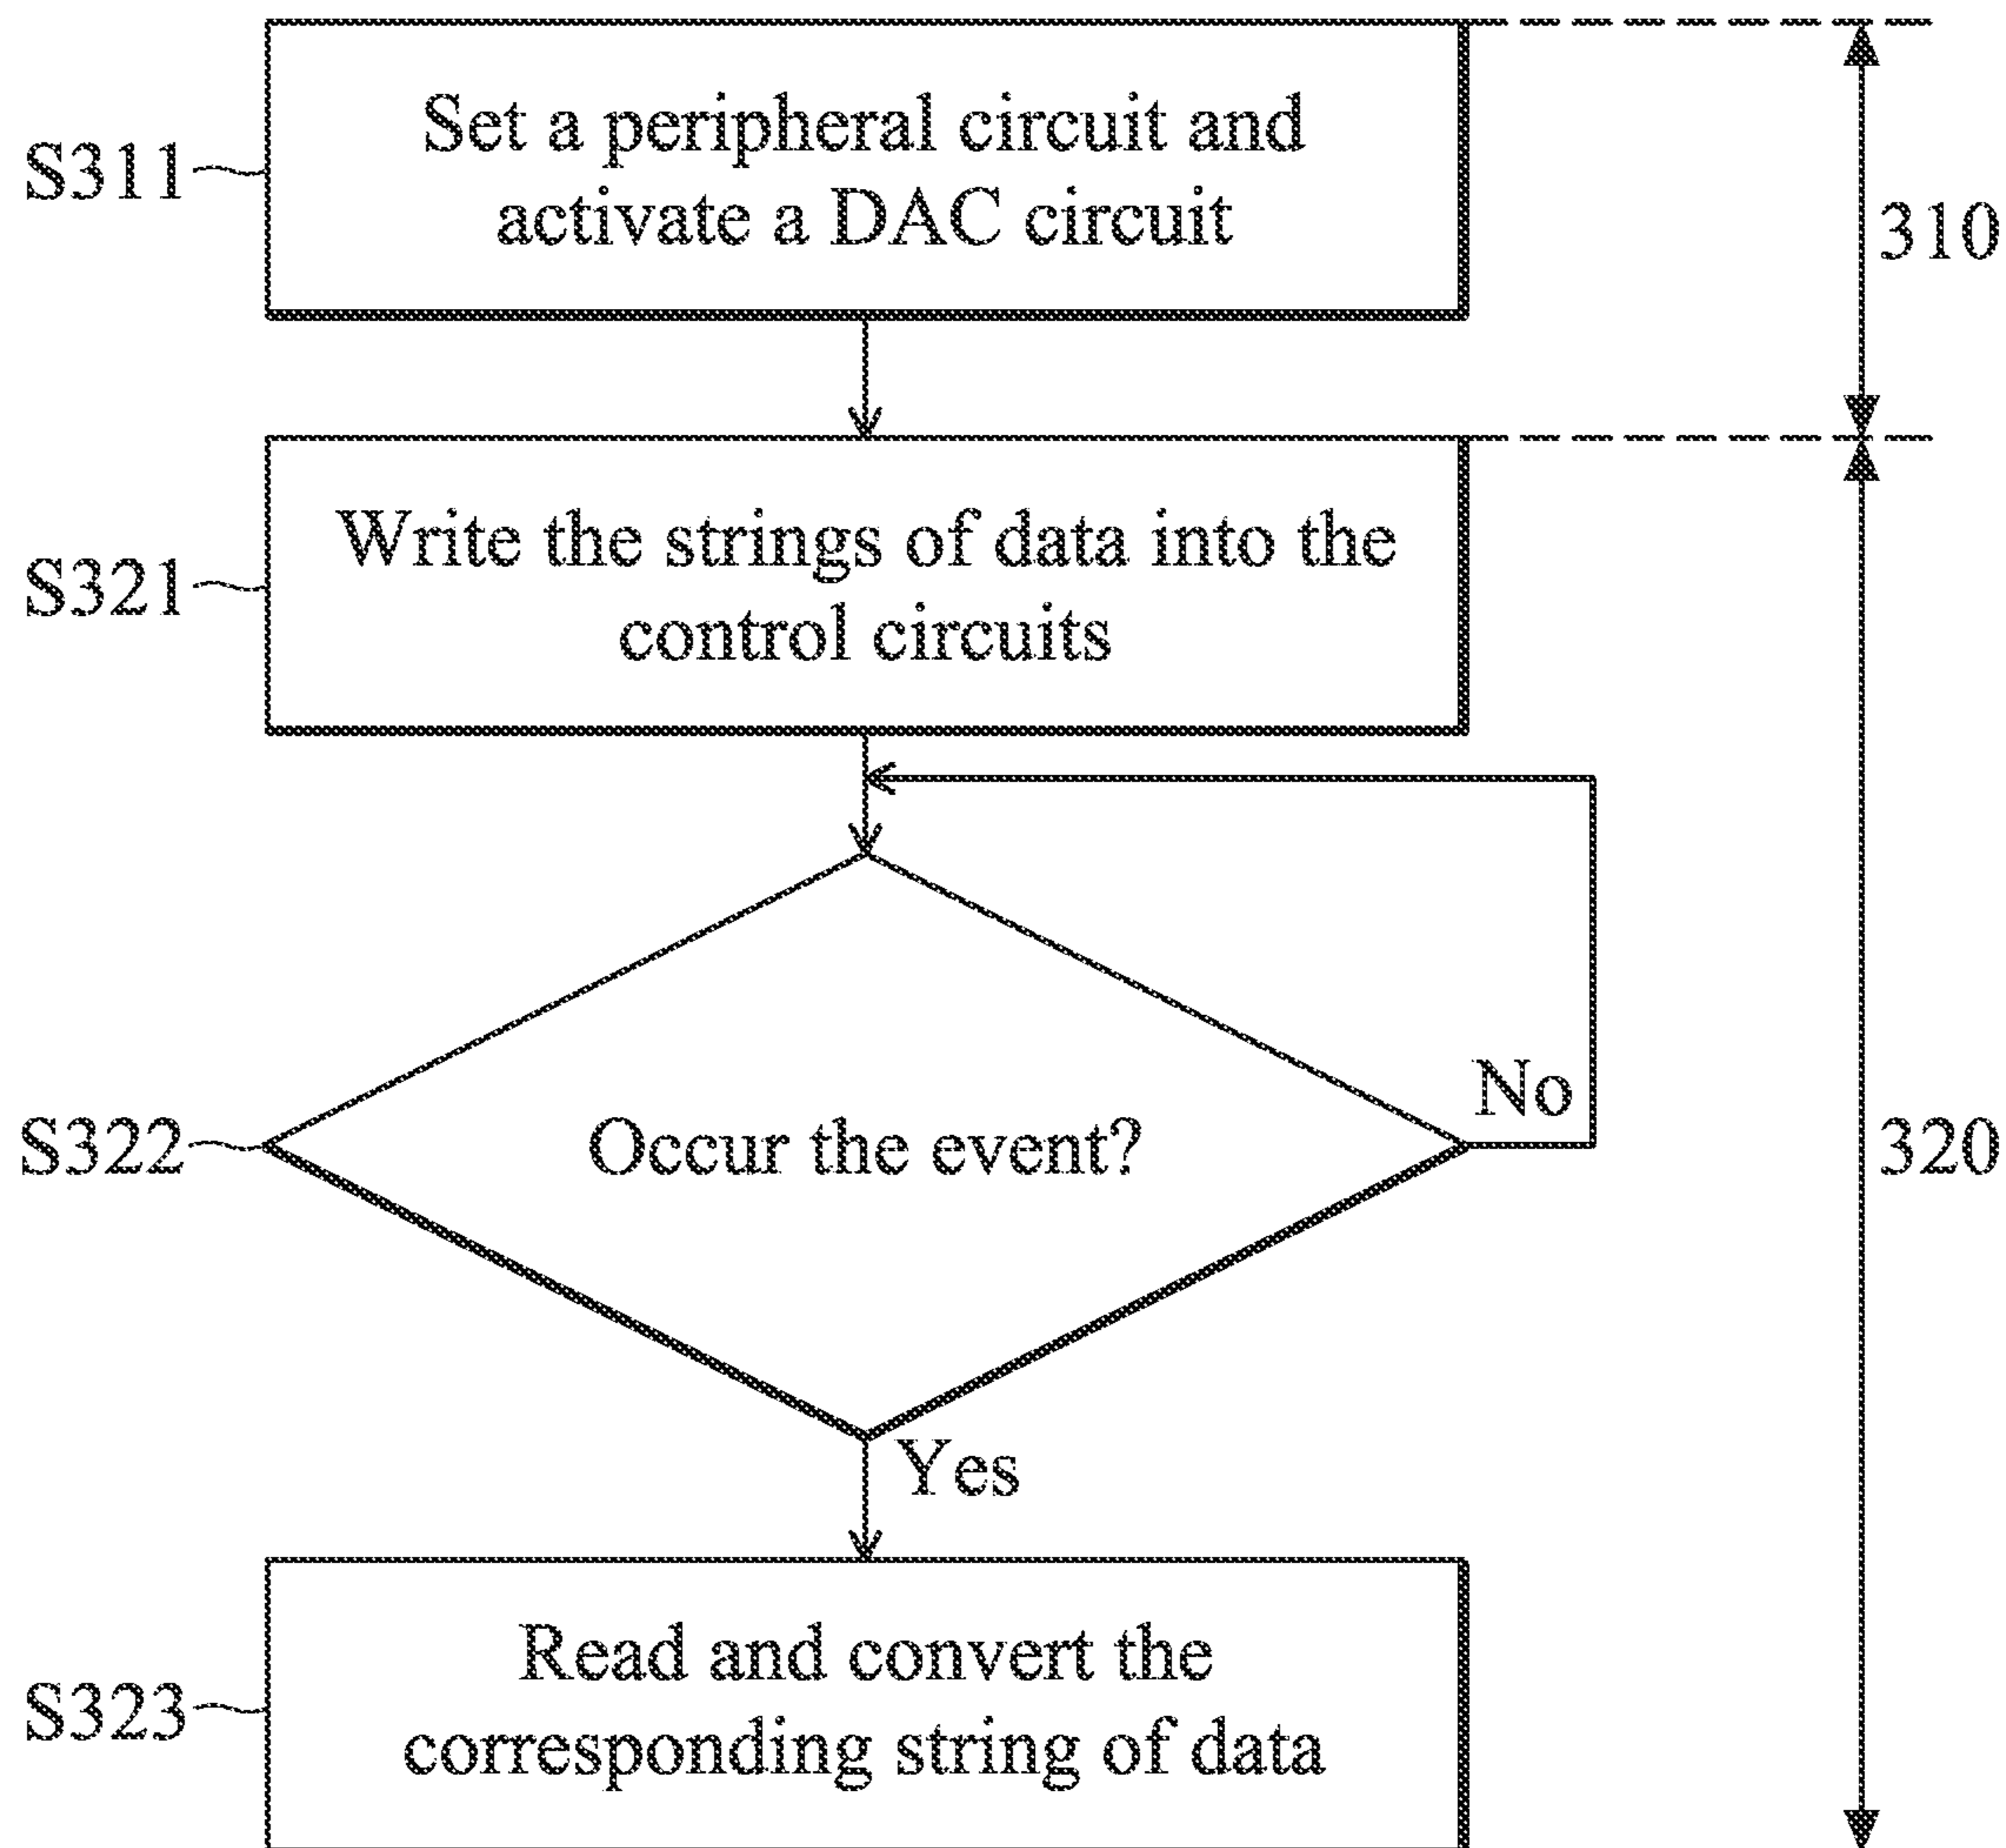 Set a peripheral circuit and
activate a DAC circuit
S311
310
Write the strings of data into the
control circuits
S321
No
Occur the event?
S322
320
Yes
Read and convert the
corresponding string of data
S323